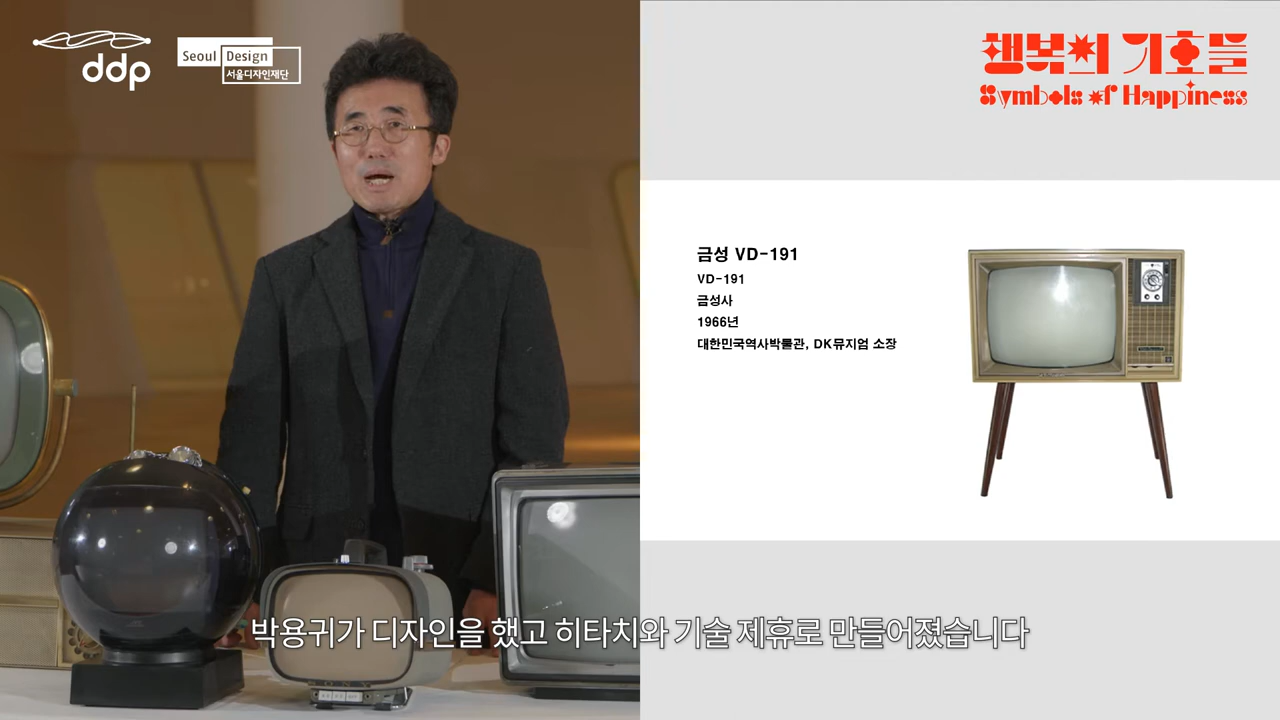 ddp
Seoul Design
서울디자인재단
행복의 기호들
Symbols of Happiness
금성 VD-191
VD-191
금성사
1966년
대한민국역사박물관, DK뮤지엄 소장
SONY
박용귀가 디자인을 했고 히타치와 기술 제휴로 만들어졌습니다